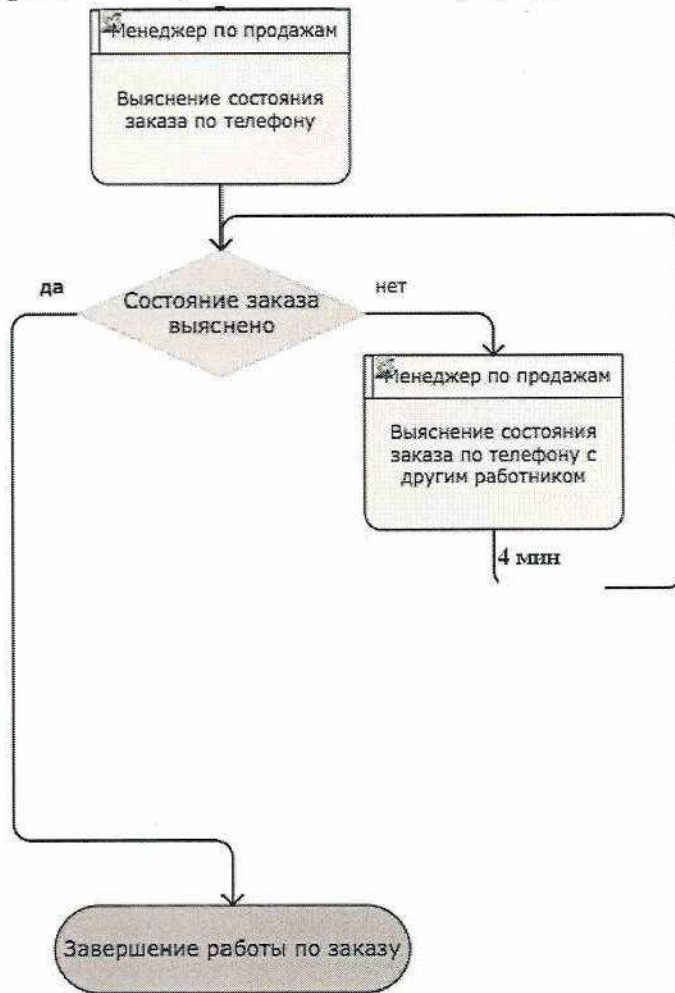 Менеджер по продажам
Выяснение состояния
заказа по телефону
да
Состояние заказа
выяснено
нет
Менеджер по продажам
Выяснение состояния
заказа по телефону с
другим работником
4 мин
Завершение работы по заказу